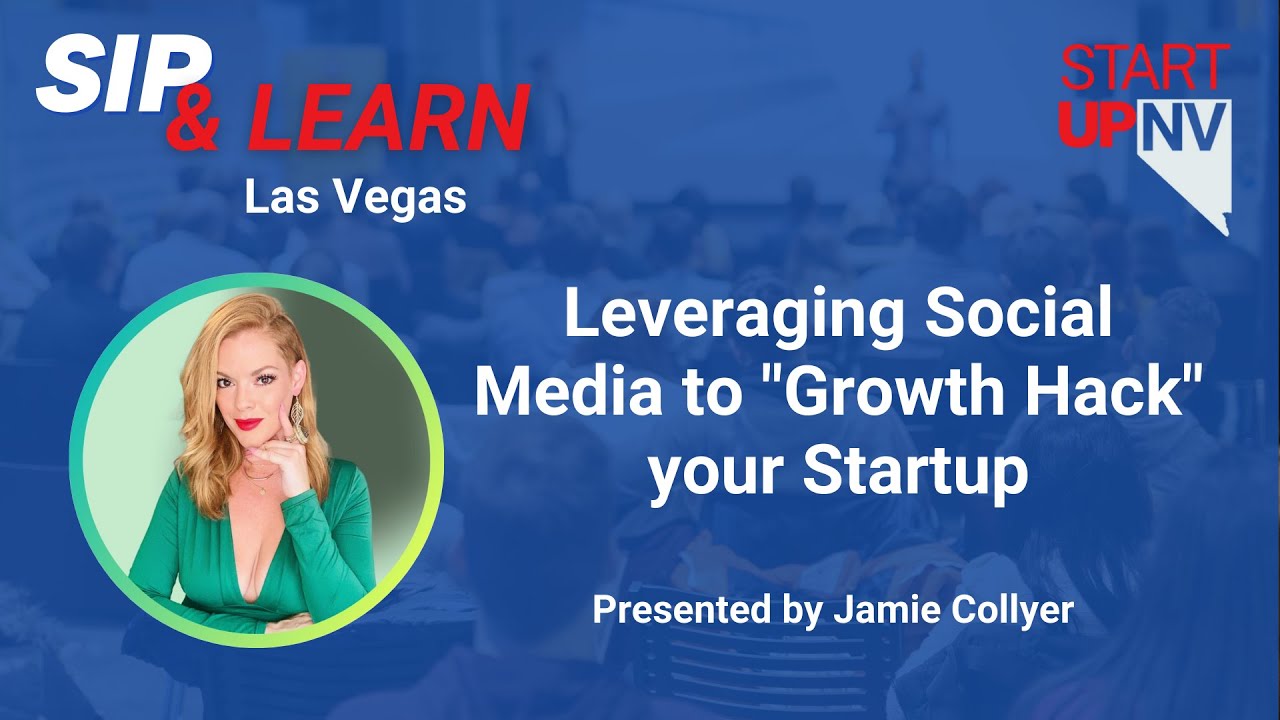 SIP
& LEARN
Las Vegas
START
UPNV
Leveraging Social
Media to "Growth Hack"
your Startup
Presented by Jamie Collyer